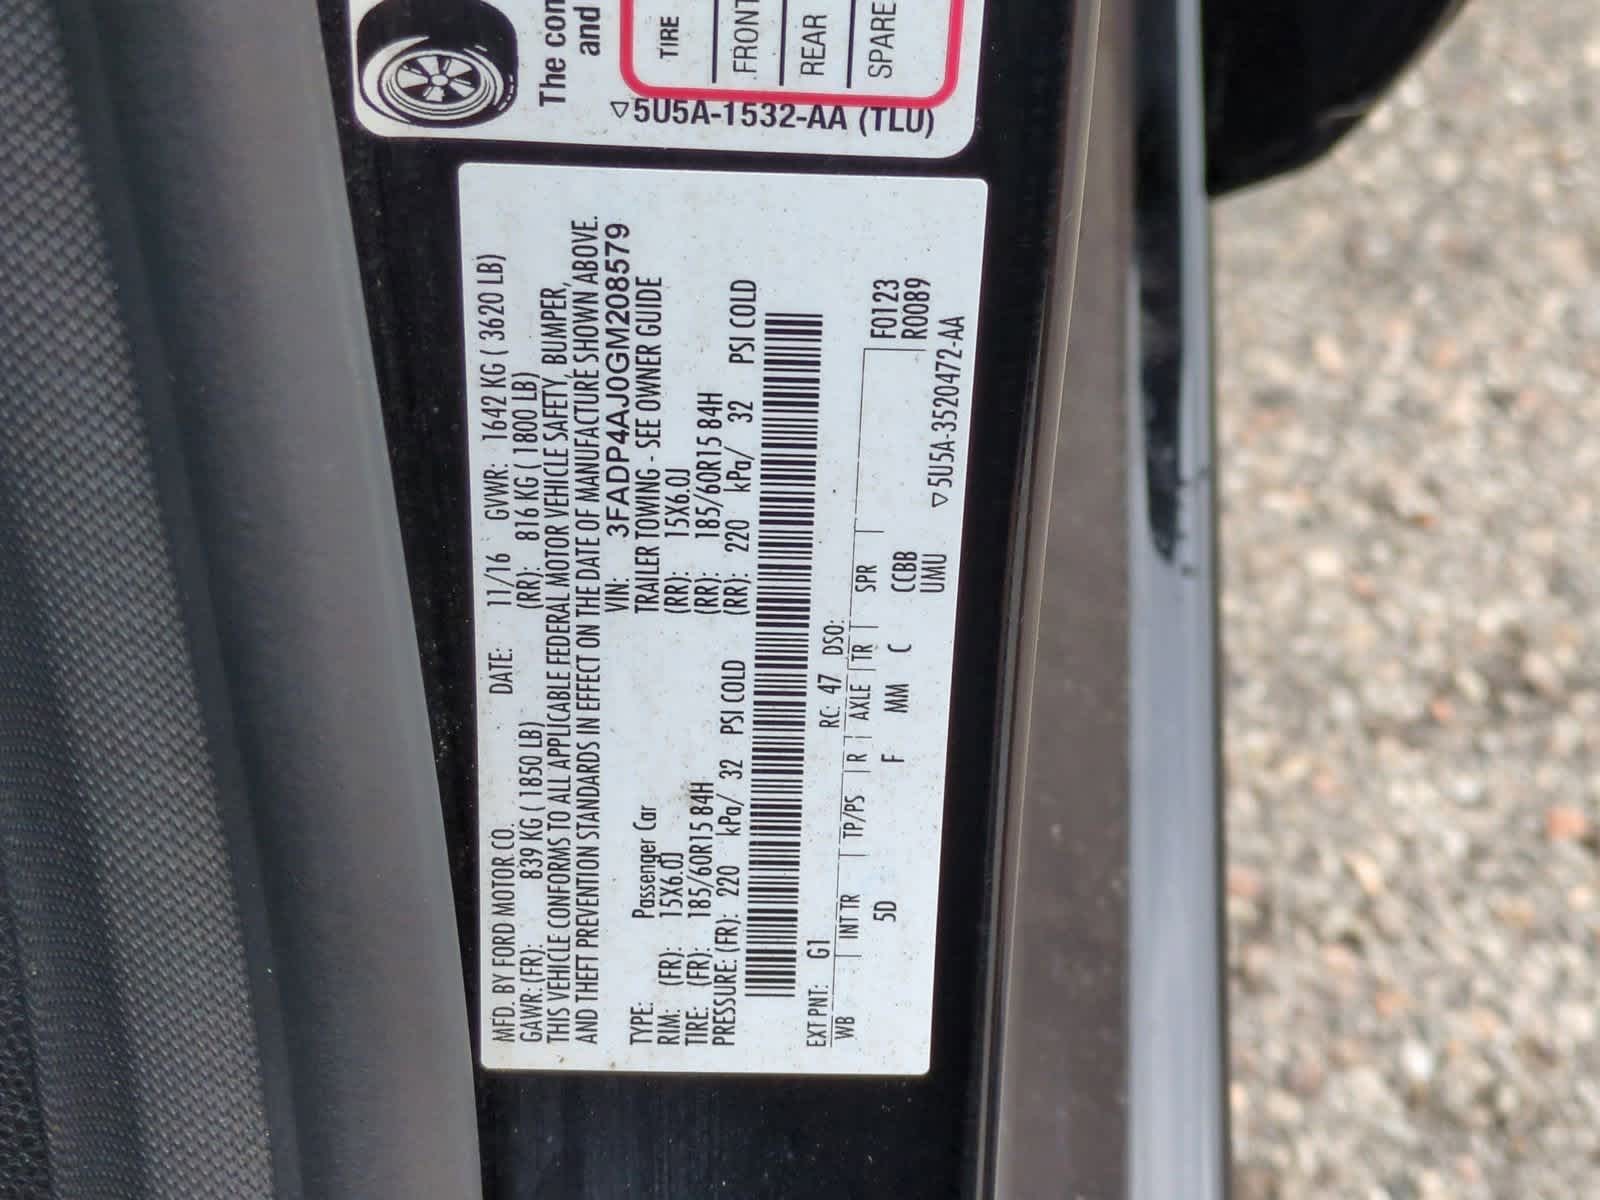 The con
and
TIRE
FRONT
REAR
SPARE
▽5U5A-1532-AA (TLU)
MFD. BY FORD MOTOR CO. DATE: 11/16 GVWR: 1642 KG ( 3620 LB)
GAWR: (FR): 839 KG ( 1850 LB) (RR): 816 KG ( 1800 LB)
THIS VEHICLE CONFORMS TO ALL APPLICABLE FEDERAL MOTOR VEHICLE SAFETY, BUMPER,
AND THEFT PREVENTION STANDARDS IN EFFECT ON THE DATE OF MANUFACTURE SHOWN ABOVE.
VIN: 3FADP4AJ0GM208579
TYPE: Passenger Car TRAILER TOWING - SEE OWNER GUIDE
RIM: (FR): 15X6.0J (RR): 15X6.0J
TIRE: (FR): 185/60R15 84H (RR): 185/60R15 84H
PRESSURE: (FR): 220 kPa/ 32 PSI COLD (RR): 220 kPa/ 32 PSI COLD
EXT PNT: G1 RC: 47 DSO:
WB INT TR TP/PS R AXLE TR SPR F0123
5D F MM C CCBB R0089
UMU
▽5U5A-3520472-AA